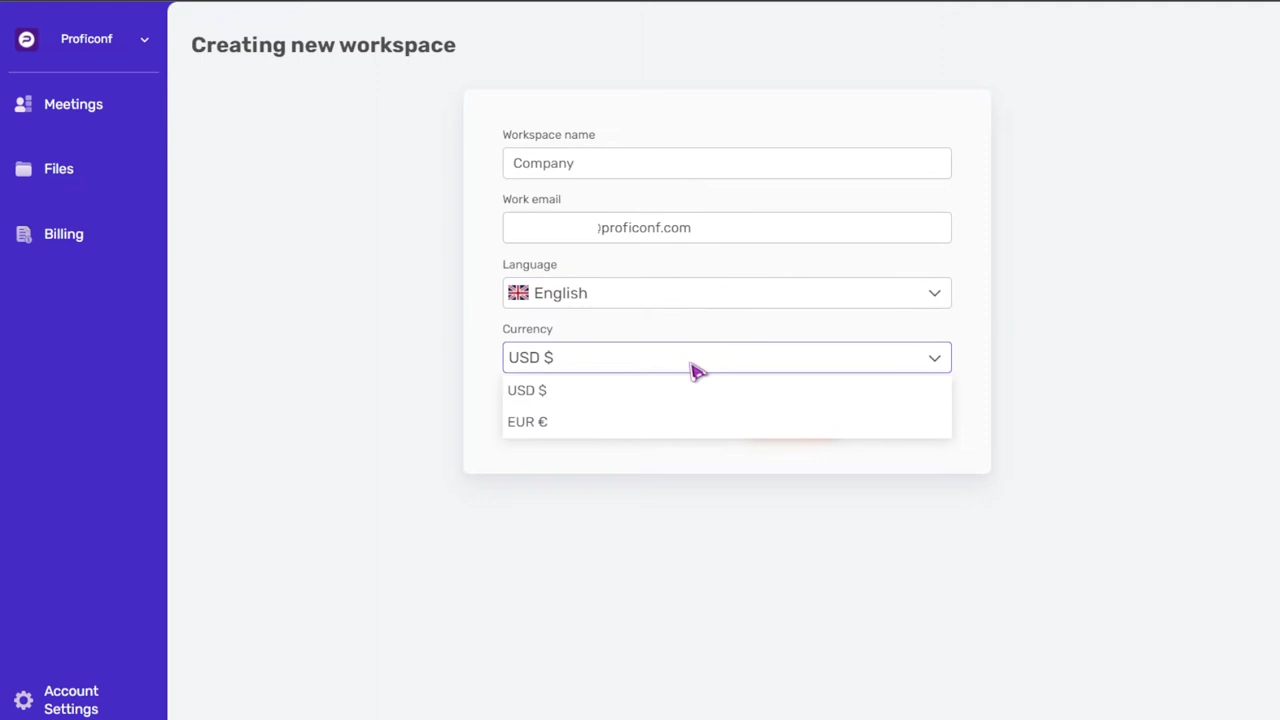 Proficonf
Creating new workspace
Meetings
Files
Billing
Account
Settings
Workspace name
Company
Work email
@proficonf.com
Language
English
Currency
USD $
USD $
EUR €